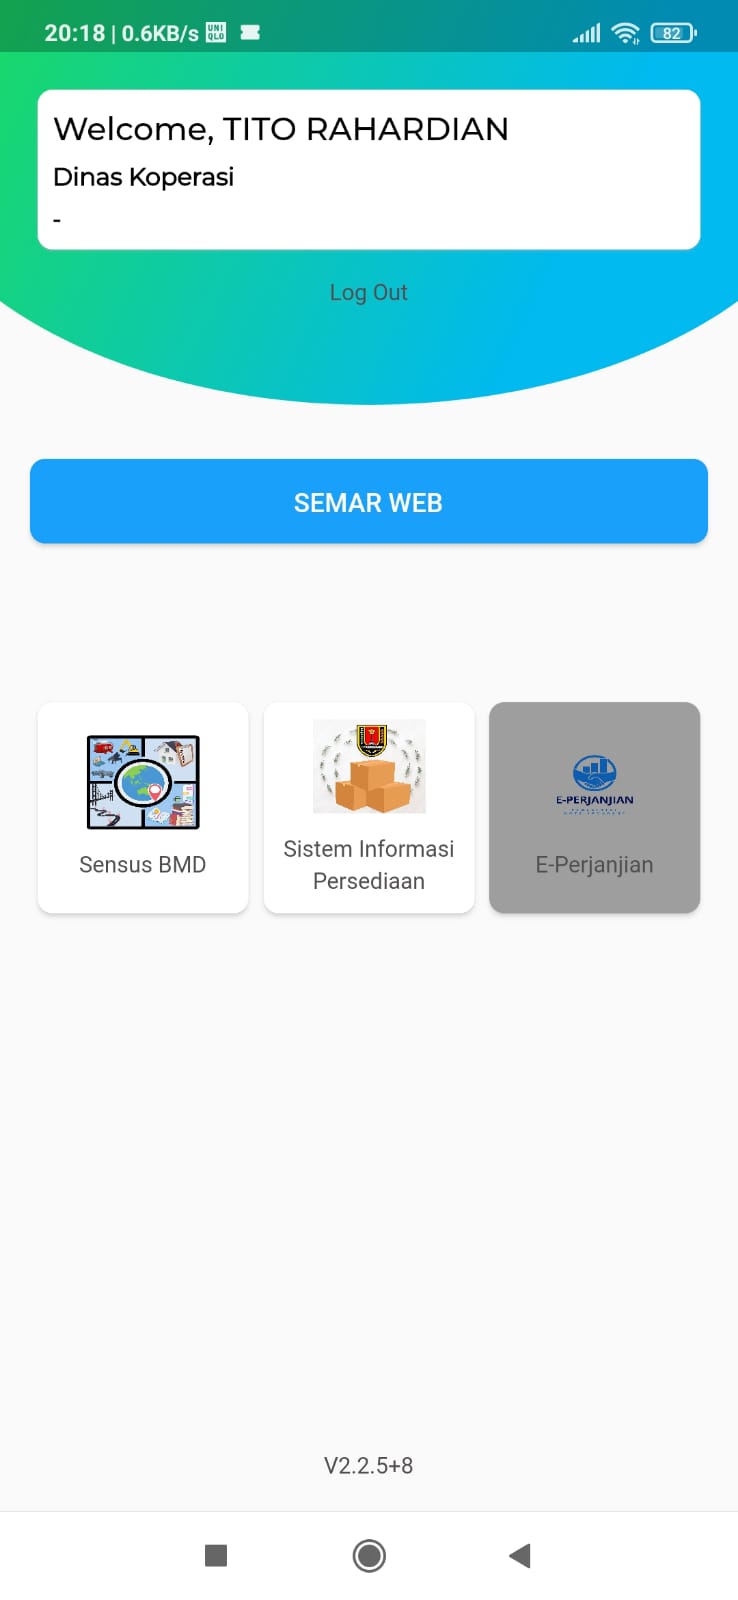 20:18 | 0.6KB/s UNI QLO 82
Welcome, TITO RAHARDIAN
Dinas Koperasi
-
Log Out
SEMAR WEB
Sensus BMD
Sistem Informasi
Persediaan
E-PERJANJIAN
E-Perjanjian
V2.2.5+8